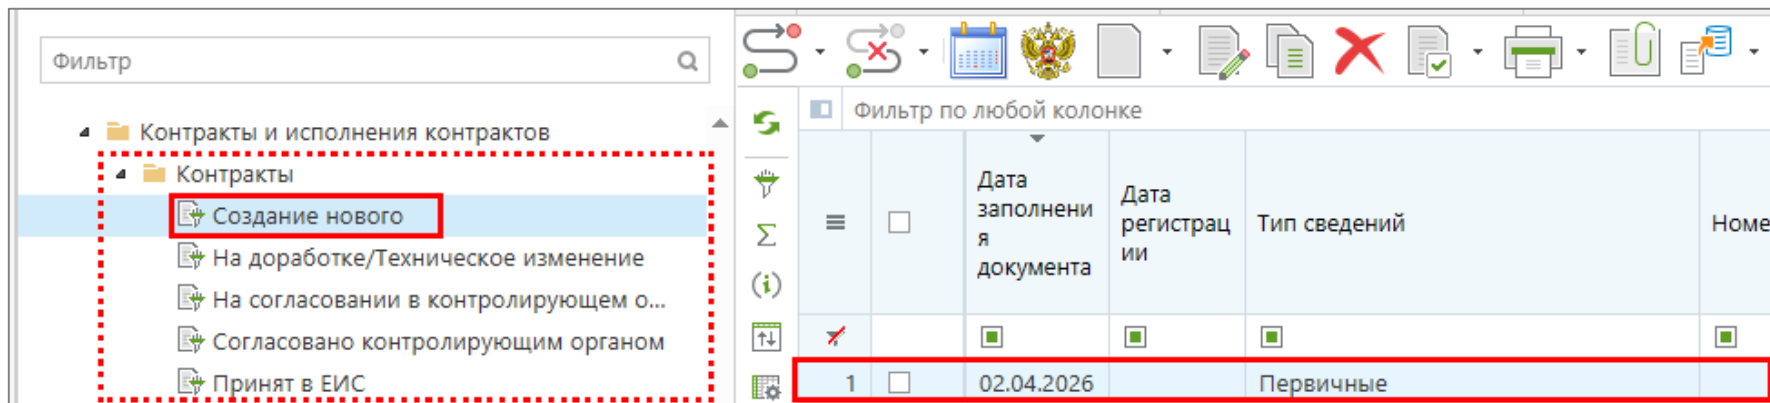 Фильтр
Контракты и исполнения контрактов
Контракты
Создание нового
На доработке/Техническое изменение
На согласовании в контролирующем о...
Согласовано контролирующим органом
Принят в ЕИС
Фильтр по любой колонке
Дата
заполнени
я
документа
Дата
регистрац
ии
Тип сведений
Номе
1 02.04.2026 Первичные